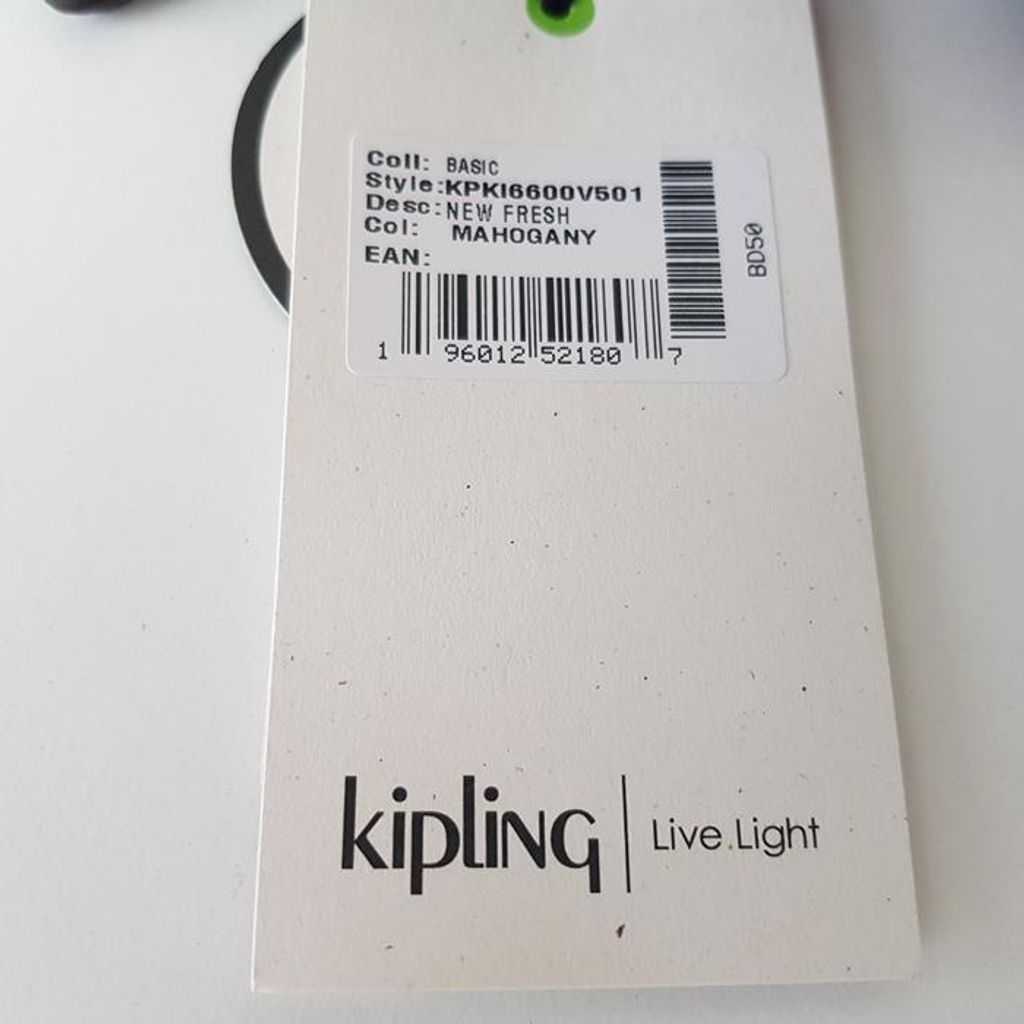 Coll: BASIC
Style:KPKI6600V501
Desc:NEW FRESH
Col: MAHOGANY
EAN:
1 96012 52180 7
BD50
kipling
Live.Light